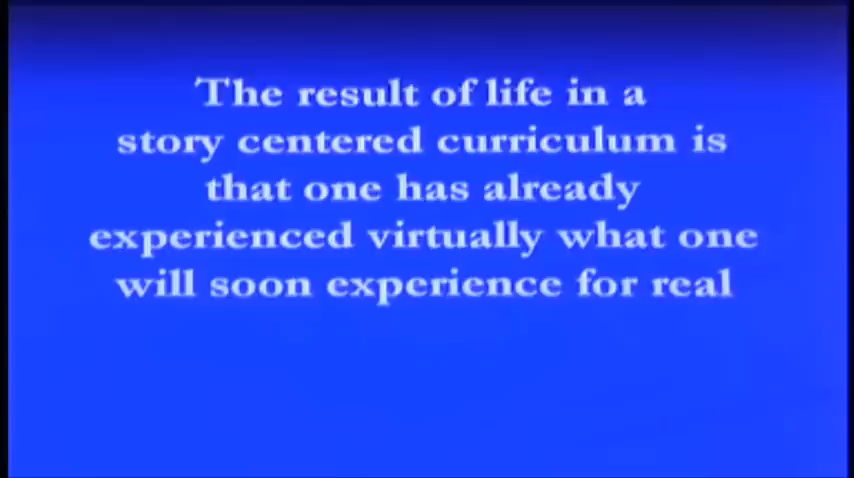 The result of life in a
story centered curriculum is
that one has already
experienced virtually what one
will soon experience for real